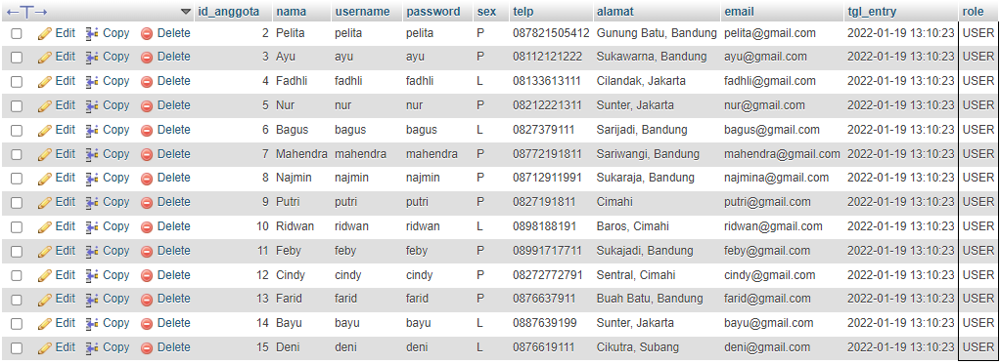 ←T→ id_anggota nama username password sex telp alamat email tgl_entry role
Edit Copy Delete 2 Pelita pelita pelita P 087821505412 Gunung Batu, Bandung pelita@gmail.com 2022-01-19 13:10:23 USER
Edit Copy Delete 3 Ayu ayu ayu P 08112121222 Sukawarna, Bandung ayu@gmail.com 2022-01-19 13:10:23 USER
Edit Copy Delete 4 Fadhli fadhli fadhli L 08133613111 Cilandak, Jakarta fadhli@gmail.com 2022-01-19 13:10:23 USER
Edit Copy Delete 5 Nur nur nur P 08212221311 Sunter, Jakarta nur@gmail.com 2022-01-19 13:10:23 USER
Edit Copy Delete 6 Bagus bagus bagus L 0827379111 Sarijadi, Bandung bagus@gmail.com 2022-01-19 13:10:23 USER
Edit Copy Delete 7 Mahendra mahendra mahendra P 08772191811 Sariwangi, Bandung mahendra@gmail.com 2022-01-19 13:10:23 USER
Edit Copy Delete 8 Najmin najmin najmin P 08712911991 Sukaraja, Bandung najmina@gmail.com 2022-01-19 13:10:23 USER
Edit Copy Delete 9 Putri putri putri P 0827191811 Cimahi putri@gmail.com 2022-01-19 13:10:23 USER
Edit Copy Delete 10 Ridwan ridwan ridwan L 0898188191 Baros, Cimahi ridwan@gmail.com 2022-01-19 13:10:23 USER
Edit Copy Delete 11 Feby feby feby P 08991717711 Sukajadi, Bandung feby@gmail.com 2022-01-19 13:10:23 USER
Edit Copy Delete 12 Cindy cindy cindy P 08272772791 Sentral, Cimahi cindy@gmail.com 2022-01-19 13:10:23 USER
Edit Copy Delete 13 Farid farid farid P 0876637911 Buah Batu, Bandung farid@gmail.com 2022-01-19 13:10:23 USER
Edit Copy Delete 14 Bayu bayu bayu L 0887639199 Sunter, Jakarta bayu@gmail.com 2022-01-19 13:10:23 USER
Edit Copy Delete 15 Deni deni deni L 0876619111 Cikutra, Subang deni@gmail.com 2022-01-19 13:10:23 USER